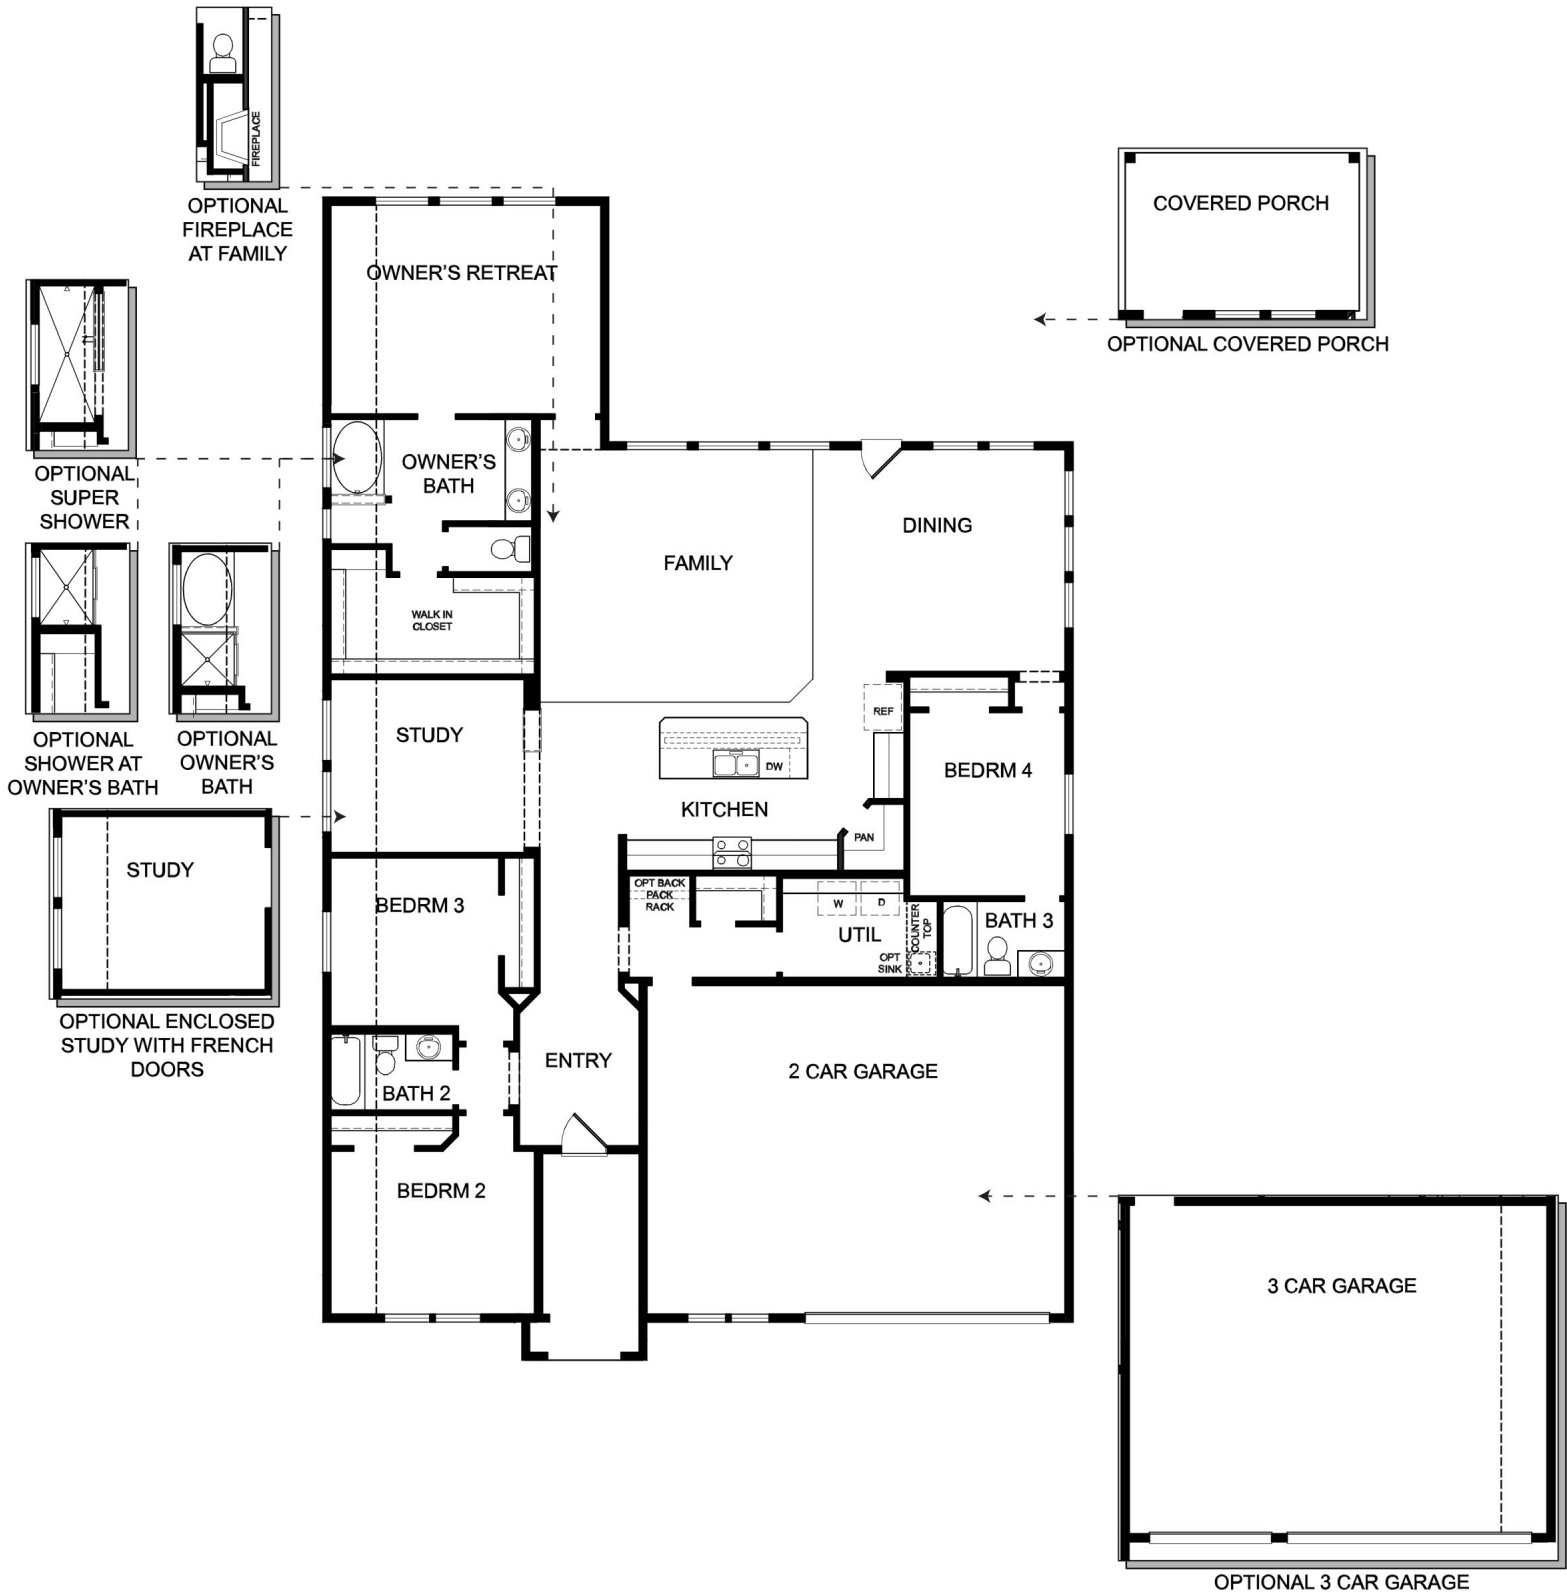 FIREPLACE
OPTIONAL
FIREPLACE
AT FAMILY
COVERED PORCH
OPTIONAL COVERED PORCH
OWNER'S RETREAT
OPTIONAL
SUPER
SHOWER
OWNER'S
BATH
FAMILY
DINING
WALK IN
CLOSET
OPTIONAL
SHOWER AT
OWNER'S BATH
OPTIONAL
OWNER'S
BATH
STUDY
REF
DW
BEDRM 4
KITCHEN
PAN
STUDY
OPTIONAL ENCLOSED
STUDY WITH FRENCH
DOORS
BEDRM 3
OPT BACK
PACK
RACK
W
D
UTIL
COUNTER
TOP
OPT
SINK
BATH 3
ENTRY
2 CAR GARAGE
BATH 2
BEDRM 2
3 CAR GARAGE
OPTIONAL 3 CAR GARAGE